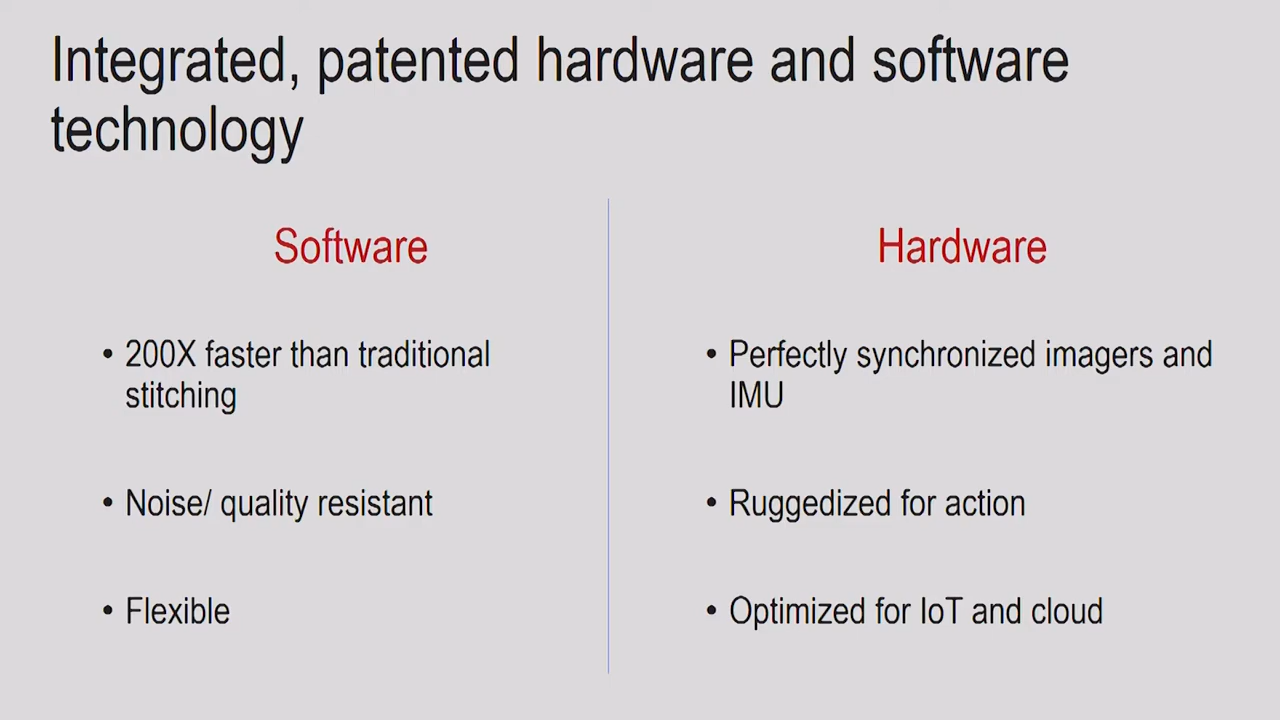 Integrated, patented hardware and software
technology
Software
• 200X faster than traditional
stitching
• Noise/ quality resistant
• Flexible
Hardware
• Perfectly synchronized imagers and
IMU
• Ruggedized for action
• Optimized for IoT and cloud